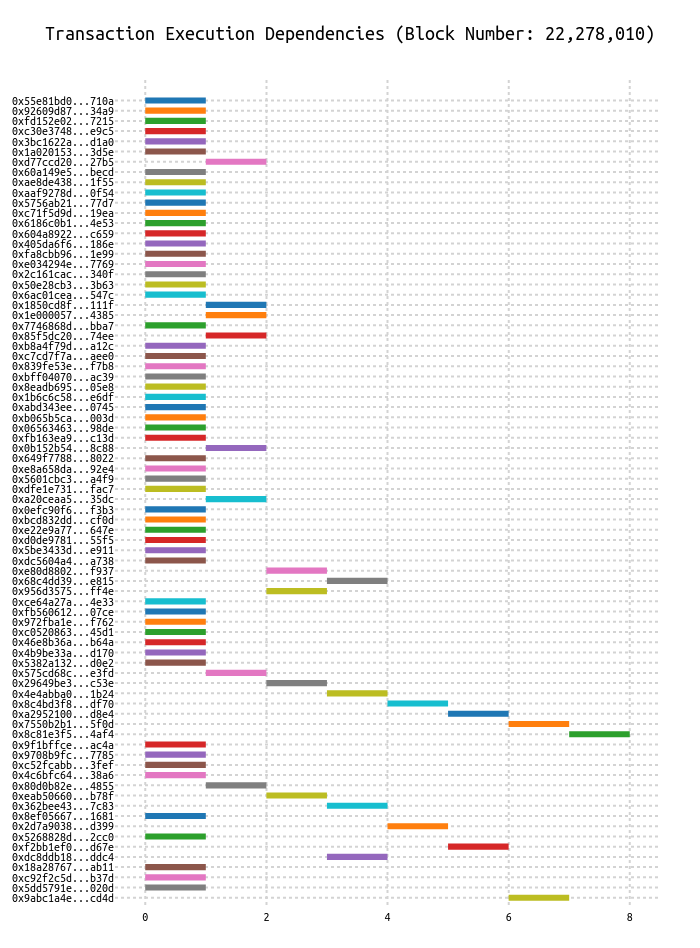 Transaction Execution Dependencies (Block Number: 22,278,010)
0x55e81bd0...710a
0x92609d87...34a9
0xfd152e02...7215
0xc30e3748...e9c5
0x3bc1622a...d1a0
0x1a020153...3d5e
0xd77ccd20...27b5
0x60a149e5...becd
0xae8de438...1f55
0xaaf9278d...0f54
0x5756ab21...77d7
0xc71f5d9d...19ea
0x6186c0b1...4e53
0x604a8922...c659
0x405da6f6...186e
0xfa8cbb96...1e99
0xe034294e...7769
0x2c161cac...340f
0x50e28cb3...3b63
0x6ac01cea...547c
0x1850cd8f...111f
0x1e000057...4385
0x7746868d...bba7
0x85f5dc20...74ee
0xb8a4f79d...a12c
0xc7cd7f7a...aee0
0x839fe53e...f7b8
0xbff04070...ac39
0x8eadb695...05e8
0x1b6c6c58...e6df
0xabd343ee...0745
0xb065b5ca...003d
0x06563463...98de
0xfb163ea9...c13d
0x0b152b54...8c88
0x649f7788...8022
0xe8a658da...92e4
0x5601cbc3...a4f9
0xdfe1e731...fac7
0xa20ceaa5...35dc
0x0efc90f6...f3b3
0xbcd832dd...cf0d
0xe22e9a77...647e
0xd0de9781...55f5
0x5be3433d...e911
0xdc5604a4...a738
0xe80d8802...f937
0x68c4dd39...e815
0x956d3575...ff4e
0xce64a27a...4e33
0xfb560612...07ce
0x972fba1e...f762
0xc0520863...45d1
0x46e8b36a...b64a
0x4b9be33a...d170
0x5382a132...d0e2
0x575cd68c...e3fd
0x29649be3...c53e
0x4e4abba0...1b24
0x8c4bd3f8...df70
0xa2952100...d8e4
0x7550b2b1...5f0d
0x8c81e3f5...4af4
0x9f1bffce...ac4a
0x9708b9fc...7785
0xc52fcabb...3fef
0x4c6bfc64...38a6
0x80d0b82e...4855
0xeab50660...b78f
0x362bee43...7c83
0x8ef05667...1681
0x2d7a9038...d399
0x5268828d...2cc0
0xf2bb1ef0...d67e
0xdc8ddb18...ddc4
0x18a28767...ab11
0xc92f2c5d...b37d
0x5dd5791e...020d
0x9abc1a4e...cd4d
0 2 4 6 8